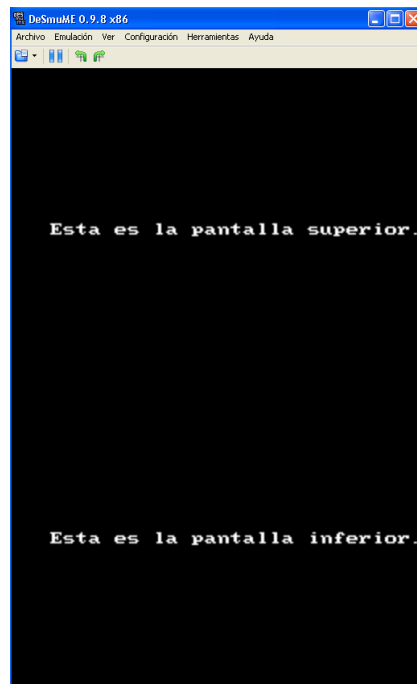 DeSmuME 0.9.8 x86
Archivo Emulación Ver Configuración Herramientas Ayuda
Esta es la pantalla superior.
Esta es la pantalla inferior.